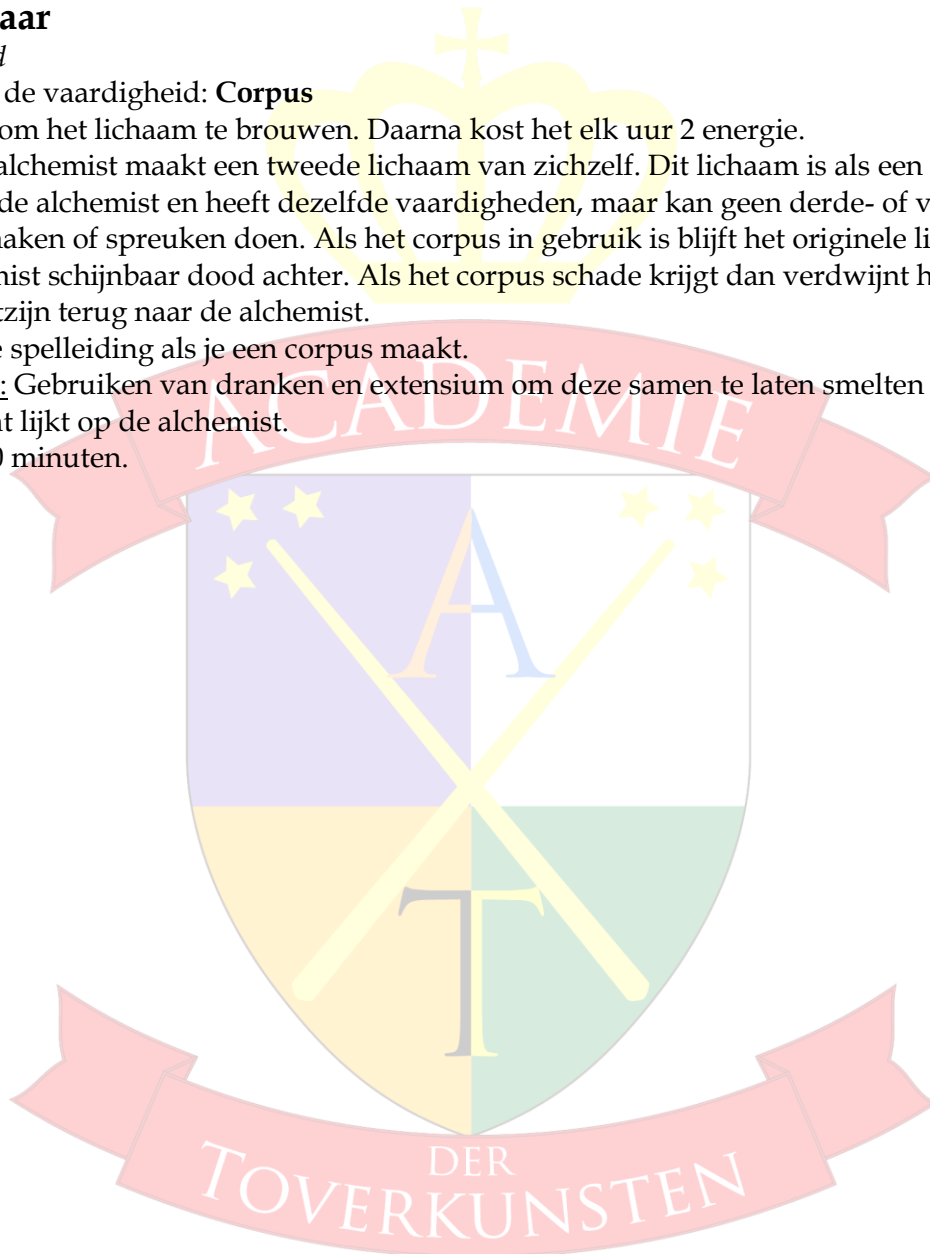 aar
d
de vaardigheid: Corpus
om het lichaam te brouwen. Daarna kost het elk uur 2 energie.
alchemist maakt een tweede lichaam van zichzelf. Dit lichaam is als een
de alchemist en heeft dezelfde vaardigheden, maar kan geen derde- of v
aken of spreuken doen. Als het corpus in gebruik is blijft het originele li
nist schijnbaar dood achter. Als het corpus schade krijgt dan verdwijnt h
tzijn terug naar de alchemist.
e spelleiding als je een corpus maakt.
: Gebruiken van dranken en extensium om deze samen te laten smelten
nt lijkt op de alchemist.
0 minuten.
ACADEMIE
A
T
DER
TOVERKUNSTEN